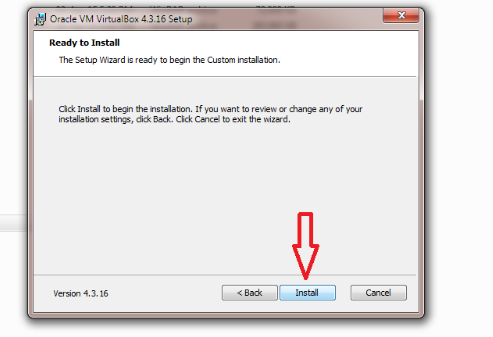 Oracle VM VirtualBox 4.3.16 Setup
Ready to Install
The Setup Wizard is ready to begin the Custom installation.
Click Install to begin the installation. If you want to review or change any of your
installation settings, click Back. Click Cancel to exit the wizard.
Version 4.3.16
< Back
Install
Cancel